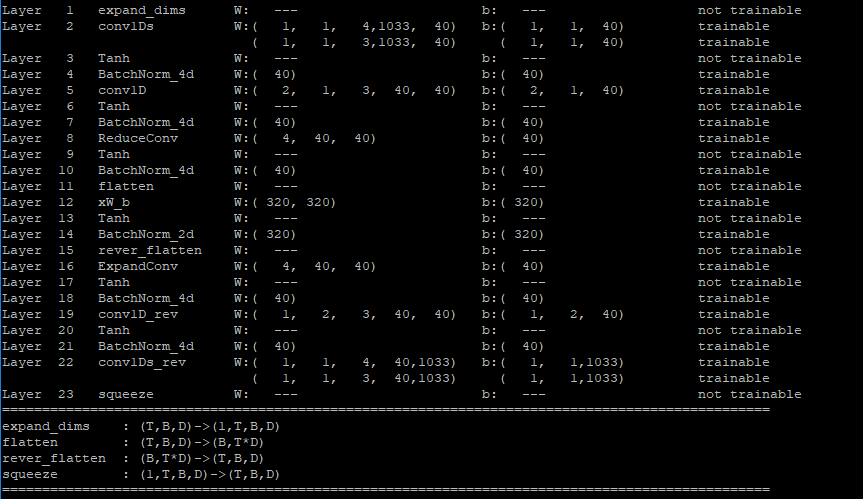 Layer   1   expand_dims      W:   ---                       b:   ---                   not trainable
Layer   2   conv1Ds          W:(   1,   1,   4,1033,  40)   b:(   1,   1,  40)         trainable
                               (   1,   1,   3,1033,  40)     (   1,   1,  40)         trainable
Layer   3   Tanh             W:   ---                       b:   ---                   not trainable
Layer   4   BatchNorm_4d     W:(  40)                       b:(  40)                   trainable
Layer   5   conv1D           W:(   2,   1,   3,  40,  40)   b:(   2,   1,  40)         trainable
Layer   6   Tanh             W:   ---                       b:   ---                   not trainable
Layer   7   BatchNorm_4d     W:(  40)                       b:(  40)                   trainable
Layer   8   ReduceConv       W:(   4,  40,  40)             b:(  40)                   trainable
Layer   9   Tanh             W:   ---                       b:   ---                   not trainable
Layer  10   BatchNorm_4d     W:(  40)                       b:(  40)                   trainable
Layer  11   flatten          W:   ---                       b:   ---                   not trainable
Layer  12   xW_b             W:( 320, 320)                  b:( 320)                   trainable
Layer  13   Tanh             W:   ---                       b:   ---                   not trainable
Layer  14   BatchNorm_2d     W:( 320)                       b:( 320)                   trainable
Layer  15   rever_flatten    W:   ---                       b:   ---                   not trainable
Layer  16   ExpandConv       W:(   4,  40,  40)             b:(  40)                   trainable
Layer  17   Tanh             W:   ---                       b:   ---                   not trainable
Layer  18   BatchNorm_4d     W:(  40)                       b:(  40)                   trainable
Layer  19   conv1D_rev       W:(   1,   2,   3,  40,  40)   b:(   1,   2,  40)         trainable
Layer  20   Tanh             W:   ---                       b:   ---                   not trainable
Layer  21   BatchNorm_4d     W:(  40)                       b:(  40)                   trainable
Layer  22   conv1Ds_rev      W:(   1,   1,   4,  40,1033)   b:(   1,   1,1033)         trainable
                               (   1,   1,   3,  40,1033)     (   1,   1,1033)         trainable
Layer  23   squeeze          W:   ---                       b:   ---                   not trainable
================================================================================================
expand_dims    : (T,B,D)->(1,T,B,D)
flatten        : (T,B,D)->(B,T*D)
rever_flatten  : (B,T*D)->(T,B,D)
squeeze        : (1,T,B,D)->(T,B,D)
================================================================================================